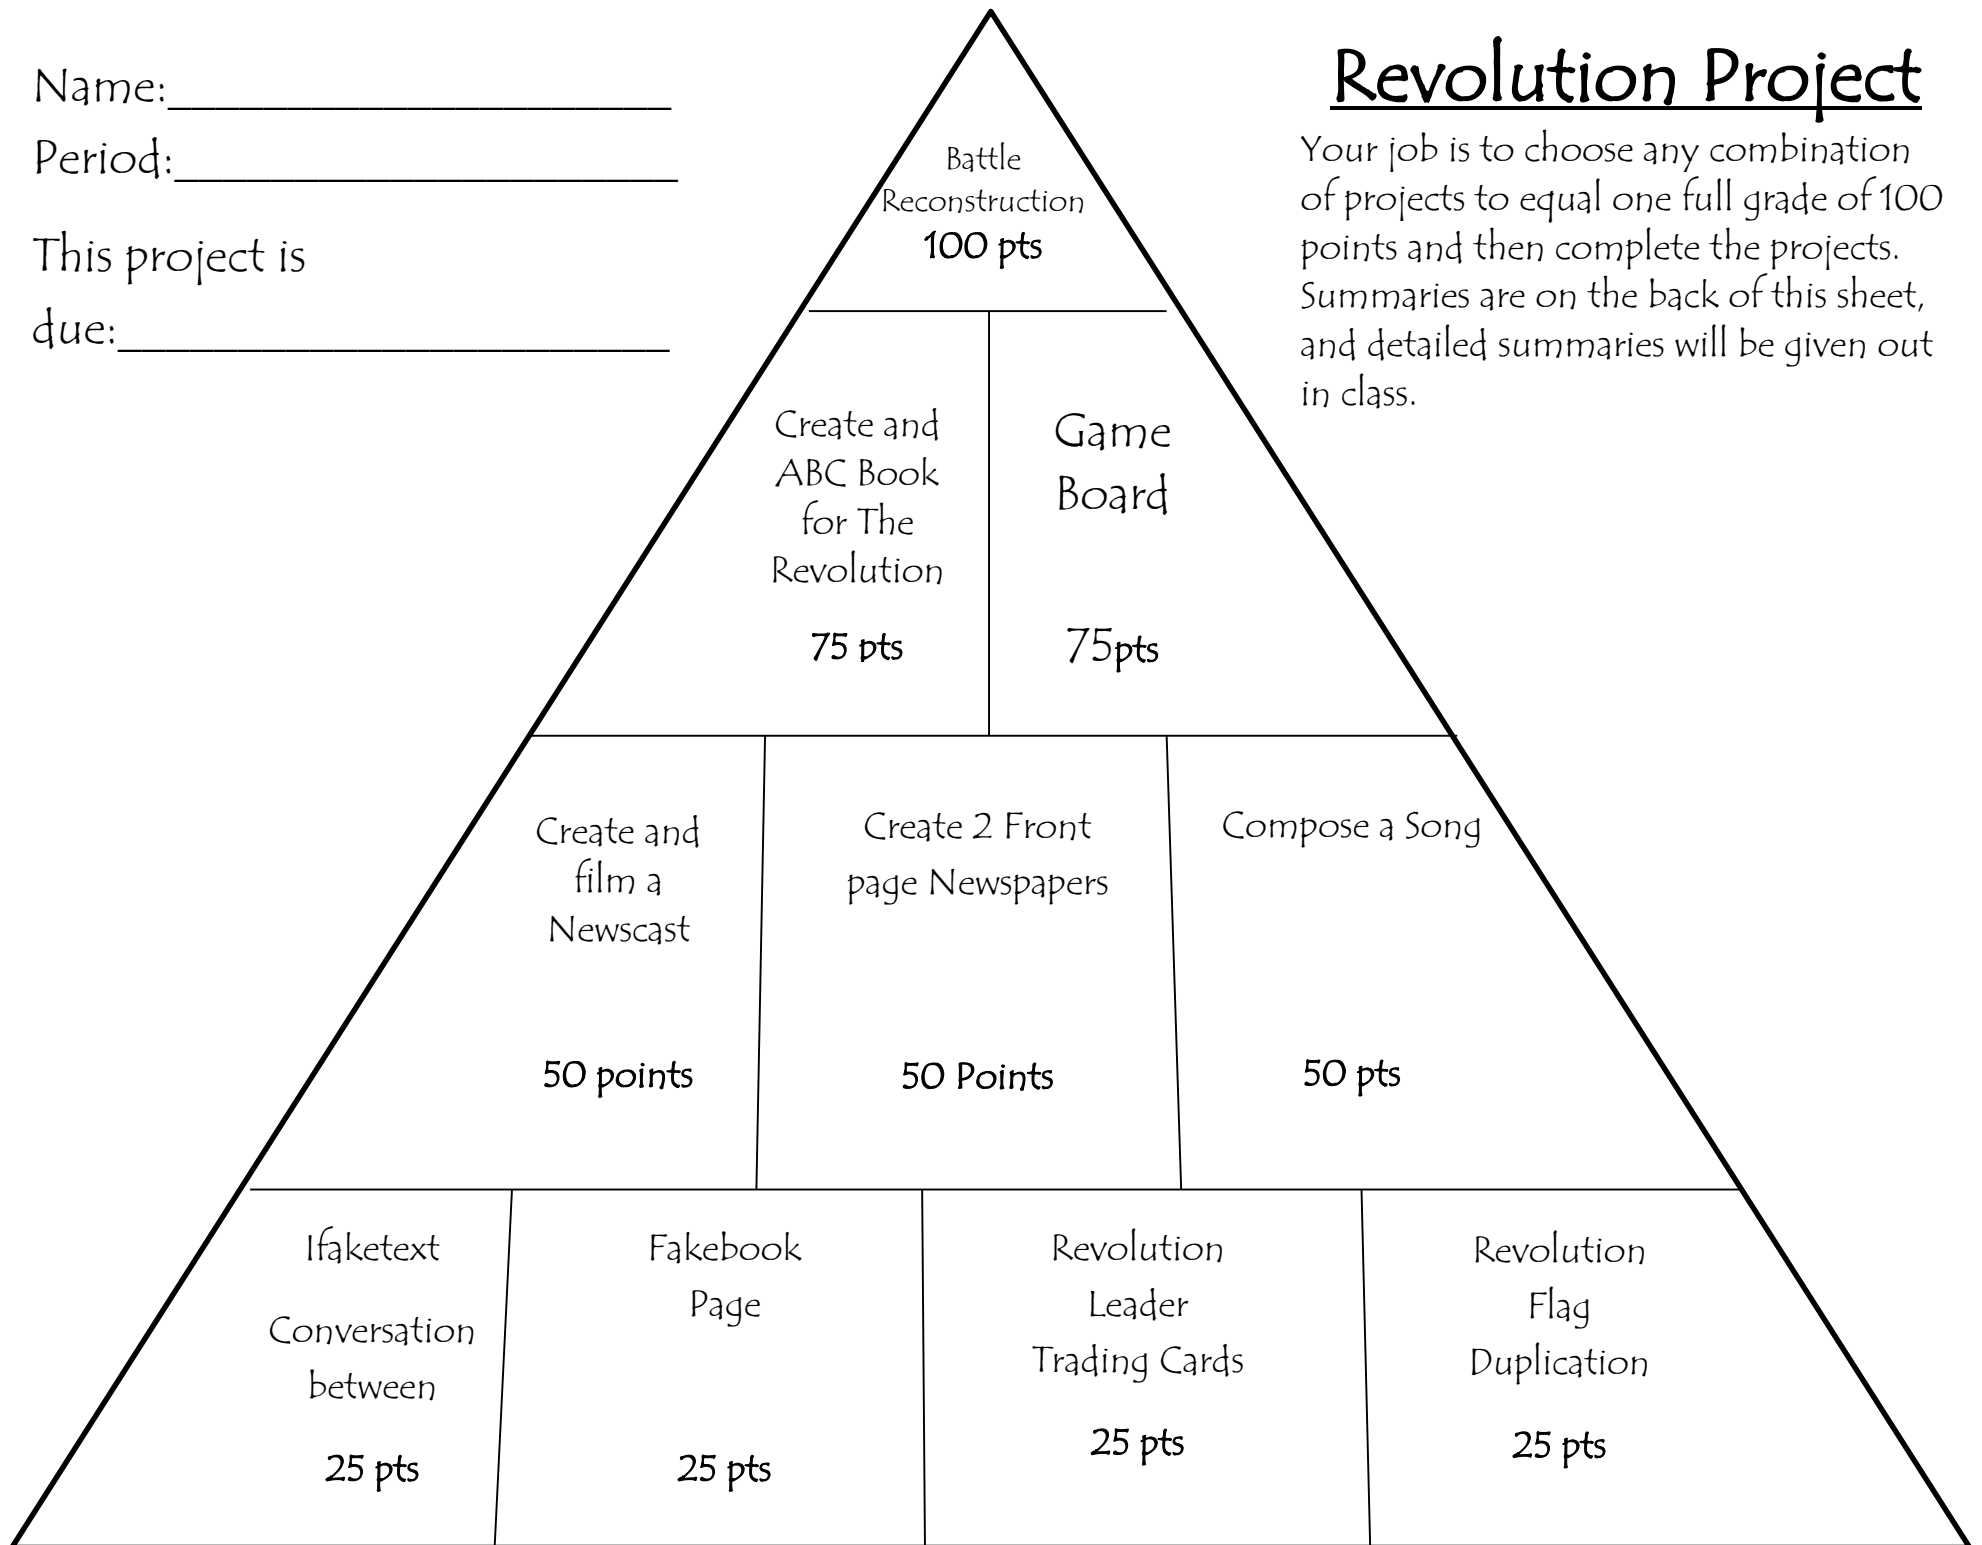 Name:_____________________
Period:_____________________
This project is
due:_______________________
Revolution Project
Your job is to choose any combination
of projects to equal one full grade of 100
points and then complete the projects.
Summaries are on the back of this sheet,
and detailed summaries will be given out
in class.
Battle
Reconstruction
100 pts
Create and
ABC Book
for The
Revolution
75 pts
Game
Board
75pts
Create and
film a
Newscast
50 points
Create 2 Front
page Newspapers
50 Points
Compose a Song
50 pts
Ifaketext
Conversation
between
25 pts
Fakebook
Page
25 pts
Revolution
Leader
Trading Cards
25 pts
Revolution
Flag
Duplication
25 pts